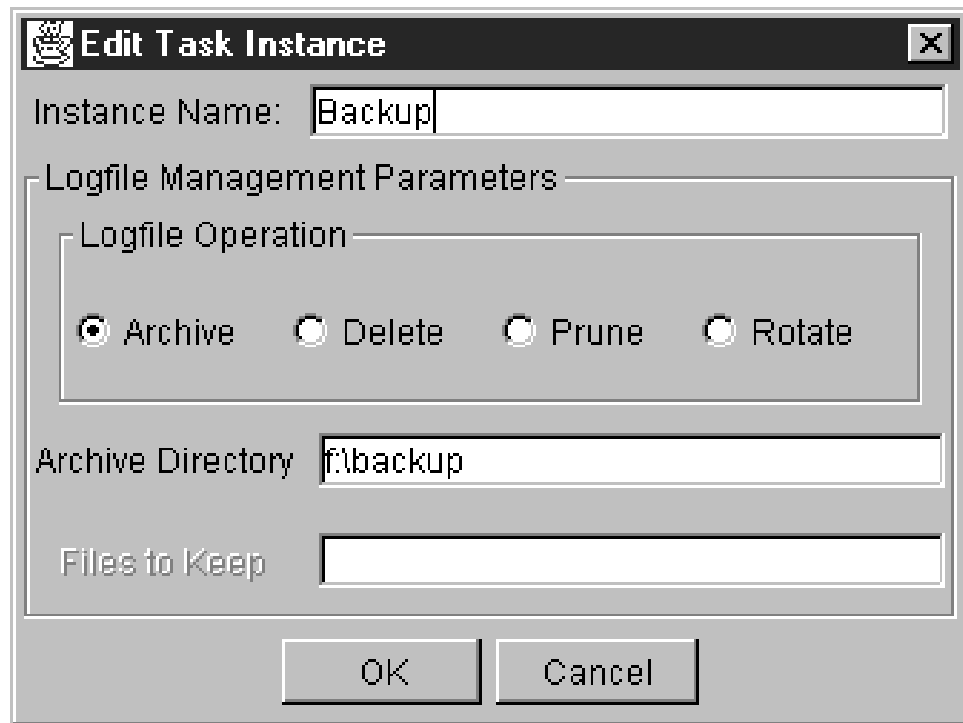 Edit Task Instance
Instance Name: Backup
Logfile Management Parameters
Logfile Operation
Archive Delete Prune Rotate
Archive Directory f:\backup
Files to Keep
OK Cancel